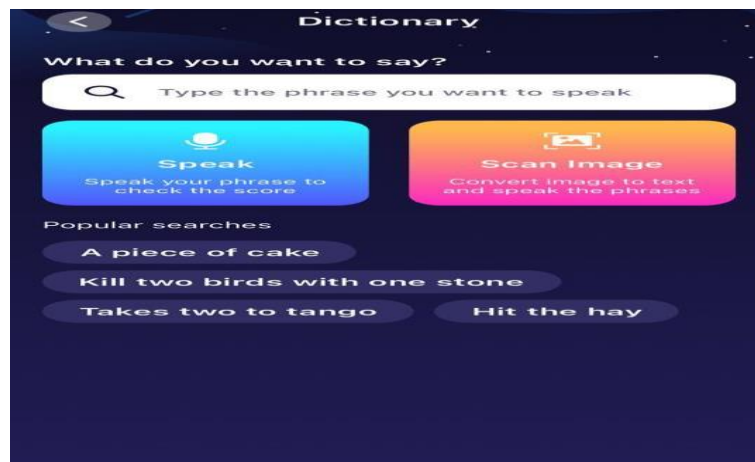 Dictionary
What do you want to say?
Type the phrase you want to speak
Speak
Speak your phrase to
check the score
Scan Image
Convert image to text
and speak the phrases
Popular searches
A piece of cake
Kill two birds with one stone
Takes two to tango
Hit the hay